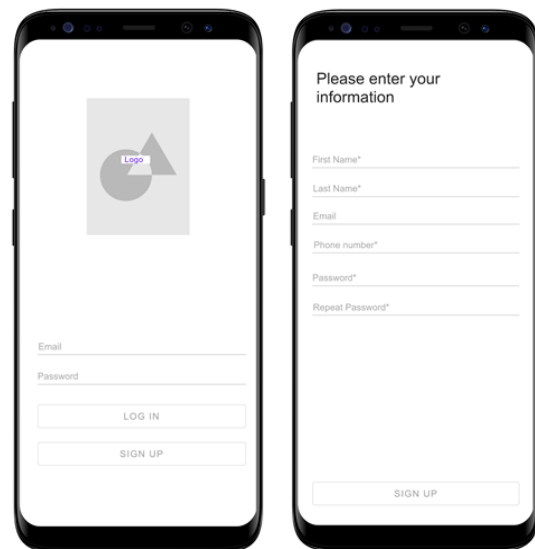 Logo
Email
Password
LOG IN
SIGN UP
Please enter your
information
First Name*
Last Name*
Email
Phone number*
Password*
Repeat Password*
SIGN UP